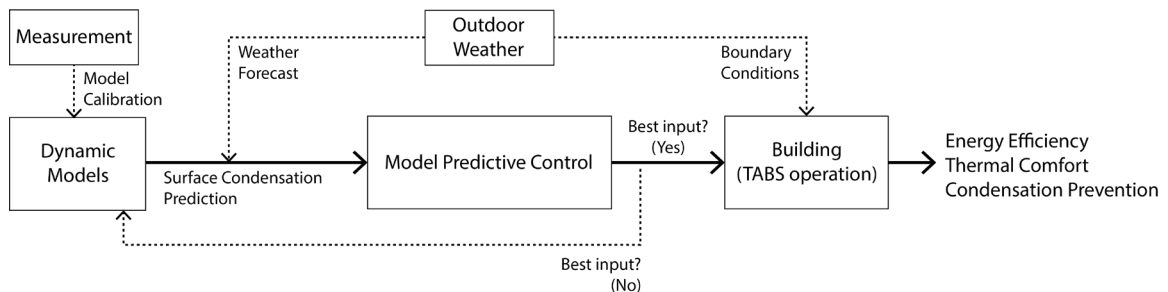 Measurement
Outdoor
Weather
Weather
Forecast
Boundary
Conditions
Model
Calibration
Dynamic
Models
Surface Condensation
Prediction
Model Predictive Control
Best input?
(Yes)
Building
(TABS operation)
Energy Efficiency
Thermal Comfort
Condensation Prevention
Best input?
(No)